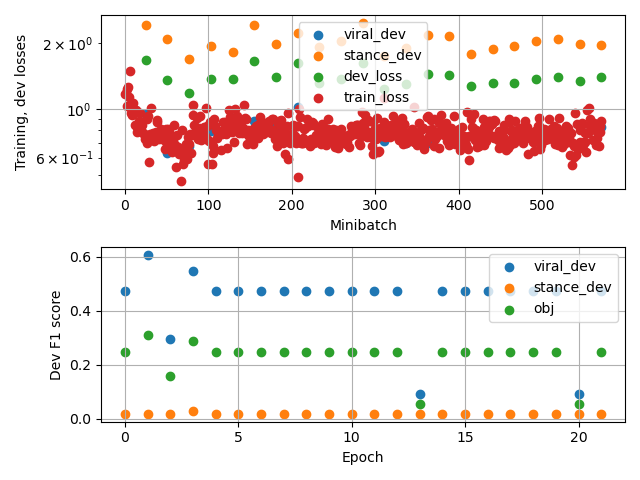 Training, dev losses
2 × 10⁰
10⁰
6 × 10⁻¹
viral_dev
stance_dev
dev_loss
train_loss
0
100
200
300
400
500
Minibatch
Dev F1 score
0.6
0.4
0.2
0.0
viral_dev
stance_dev
obj
0
5
10
15
20
Epoch